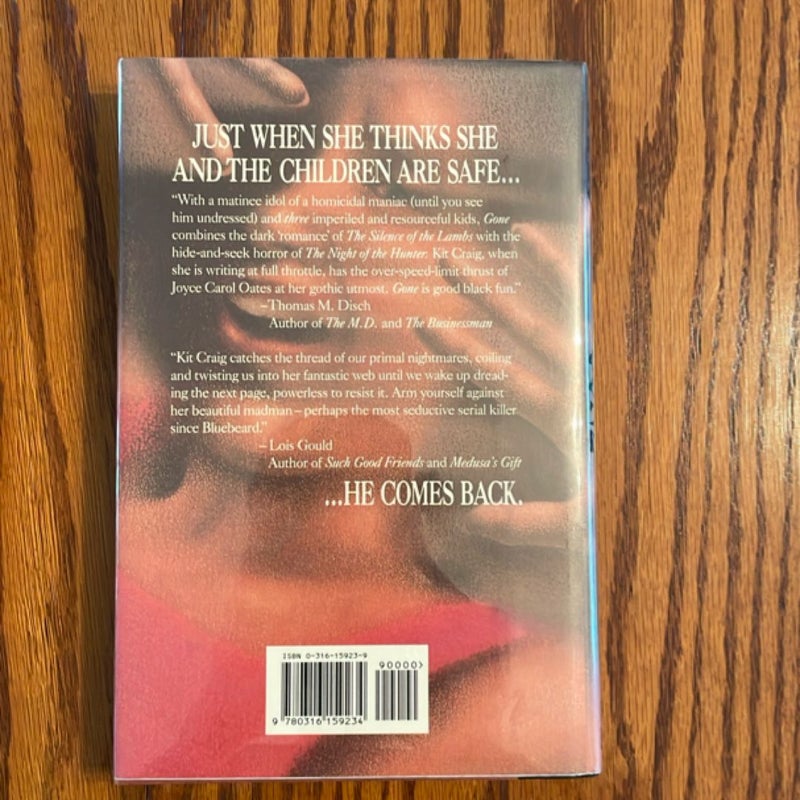 JUST WHEN SHE THINKS SHE
AND THE CHILDREN ARE SAFE...
“With a matinee idol of a homicidal maniac (until you see
him undressed) and three imperiled and resourceful kids, Gone
combines the dark ‘romance’ of The Silence of the Lambs with the
hide-and-seek horror of The Night of the Hunter. Kit Craig, when
she is writing at full throttle, has the over-speed-limit thrust of
Joyce Carol Oates at her gothic utmost. Gone is good black fun.”
–Thomas M. Disch
Author of The M.D. and The Businessman
“Kit Craig catches the thread of our primal nightmares, coiling
and twisting us into her fantastic web until we wake up dread-
ing the next page, powerless to resist it. Arm yourself against
her beautiful madman – perhaps the most seductive serial killer
since Bluebeard.”
– Lois Gould
Author of Such Good Friends and Medusa’s Gift
...HE COMES BACK.
ISBN 0-316-15923-9
90000>
9 780316 159234